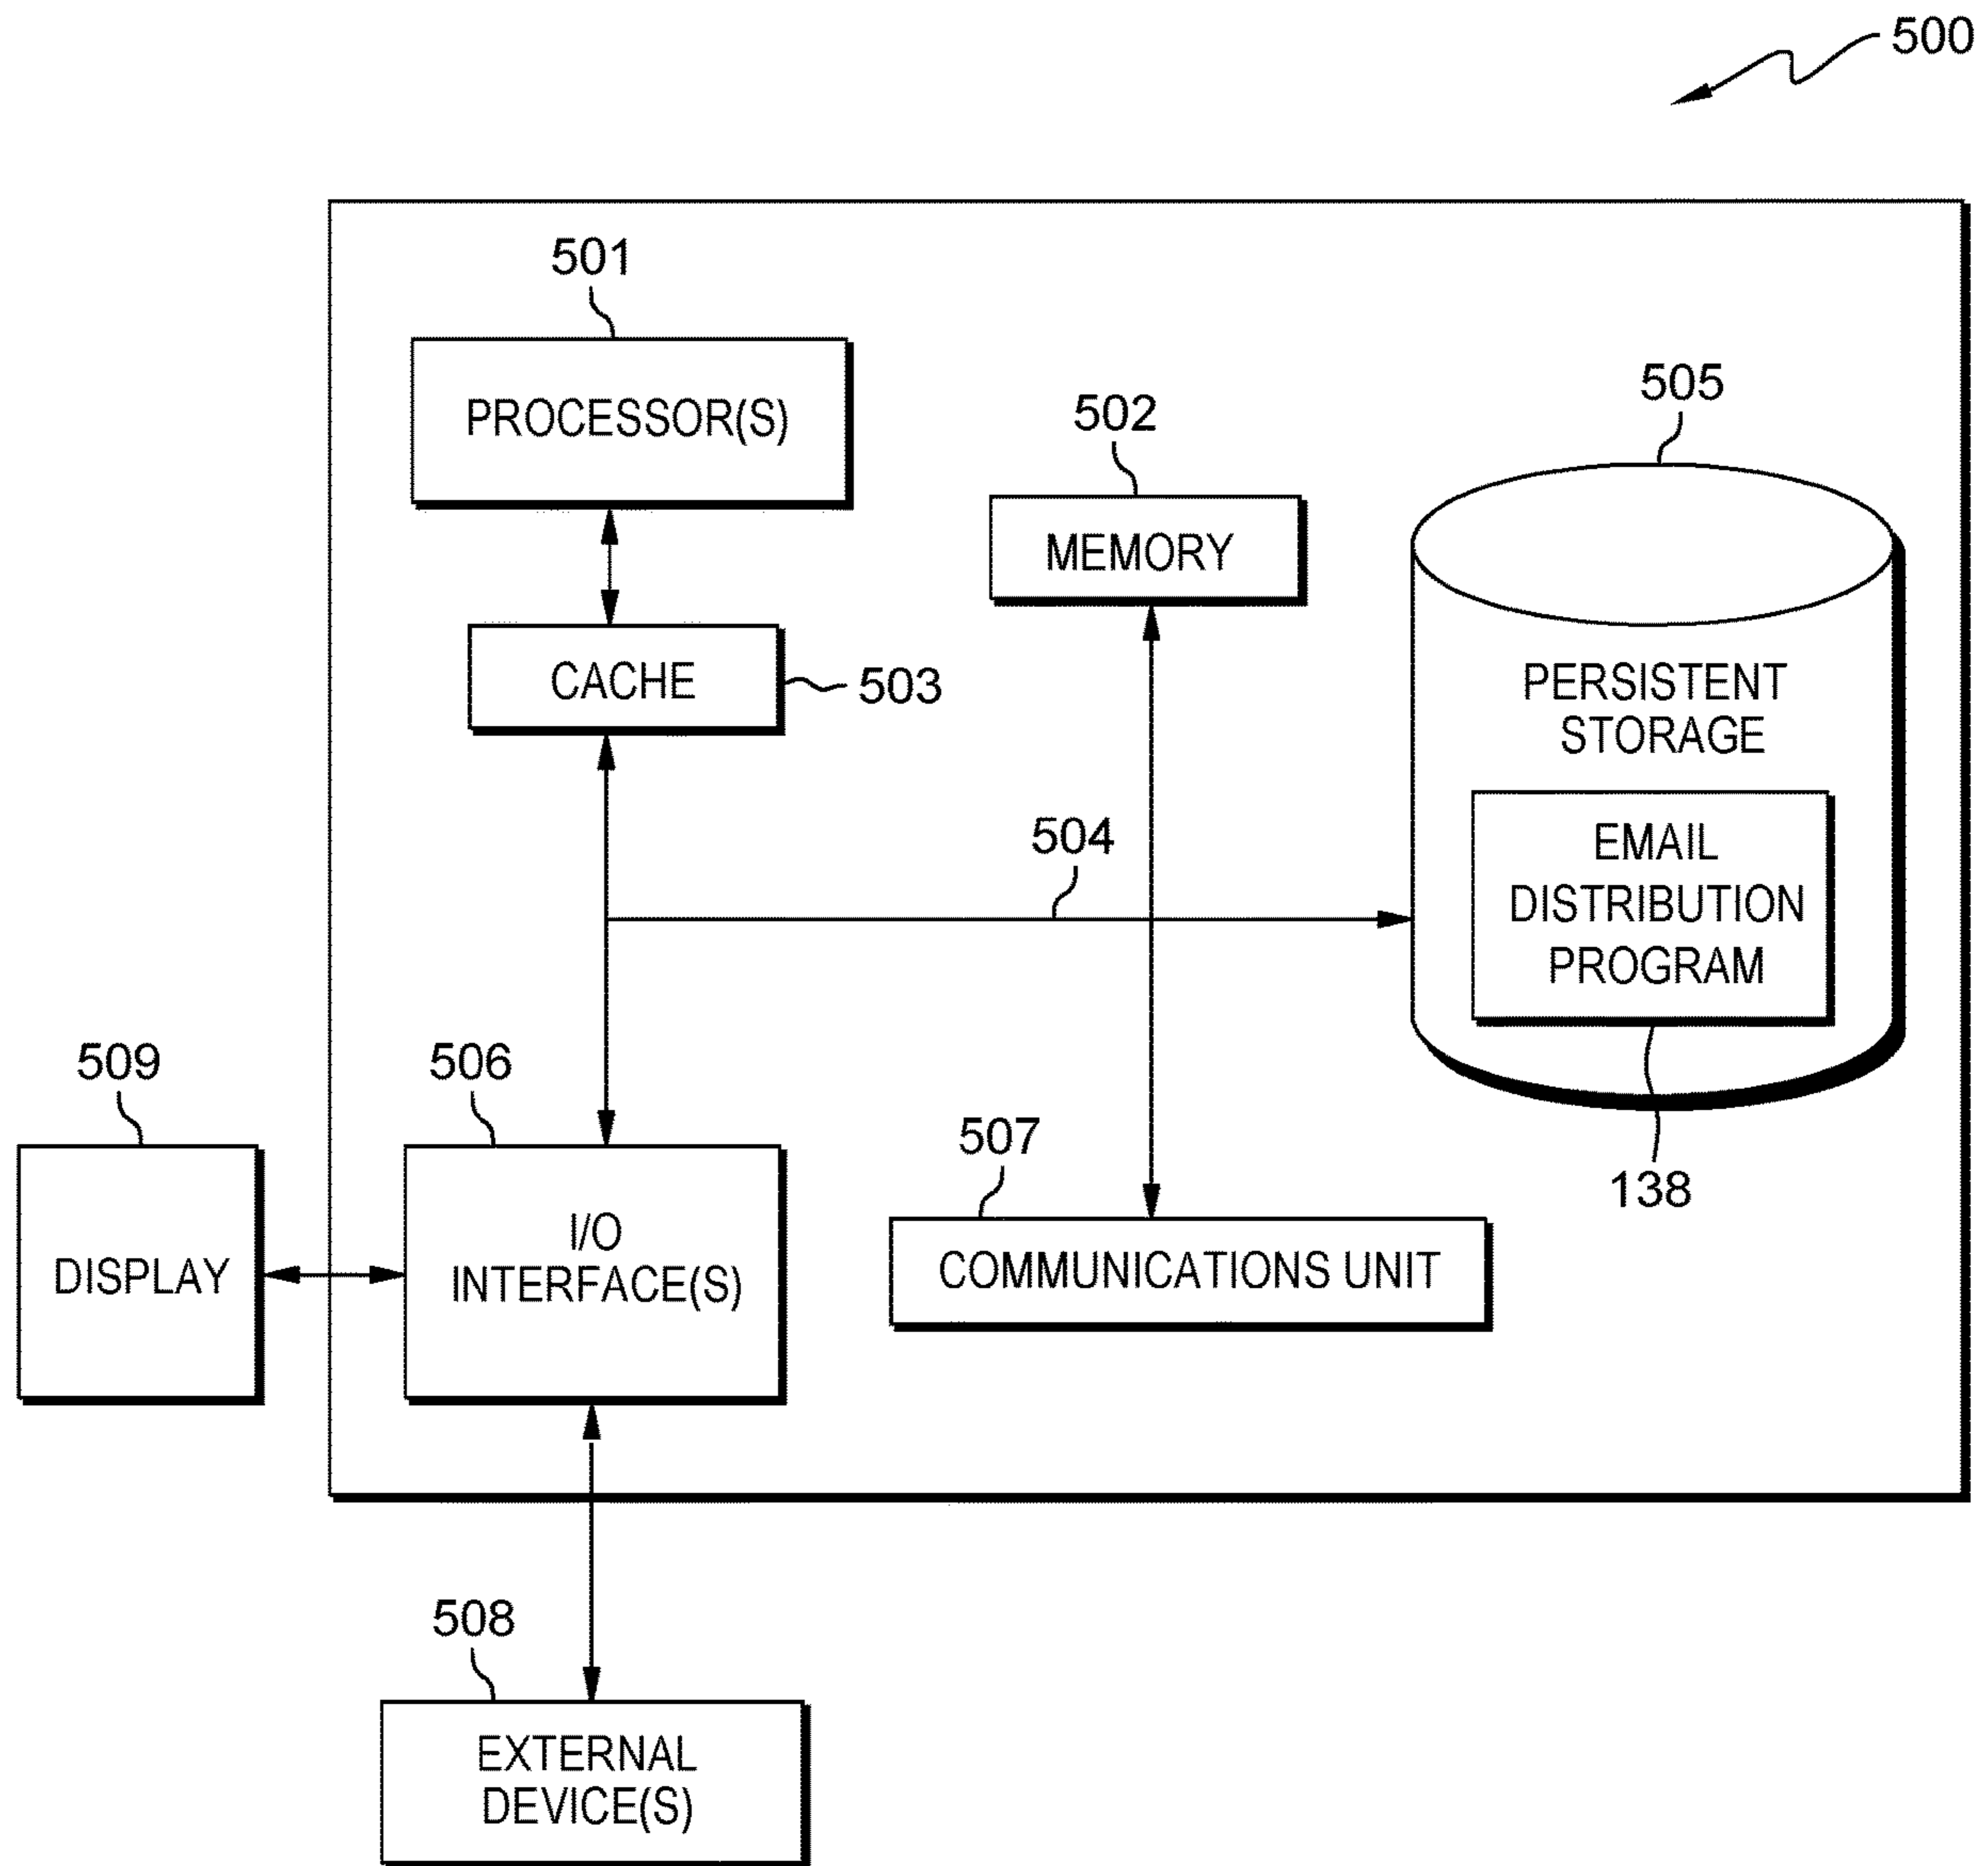 500
501
PROCESSOR(S)
502
MEMORY
505
CACHE
503
PERSISTENT
STORAGE
504
EMAIL
DISTRIBUTION
PROGRAM
138
509
DISPLAY
506
I/O
INTERFACE(S)
507
COMMUNICATIONS UNIT
508
EXTERNAL
DEVICE(S)